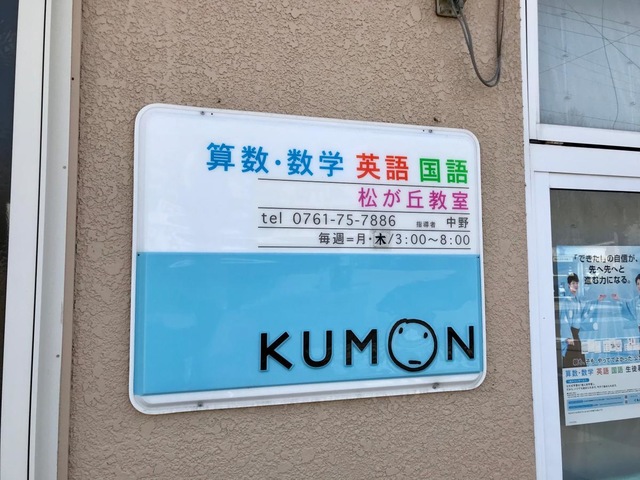 算数・数学 英語 国語
松が丘教室
tel 0761-75-7886 指導者 中野
毎週=月・木/3:00~8:00
KUMON
「できた!」の自信が、
先へ先へと
進む力になる。
算数・数学 英語 国語 生徒